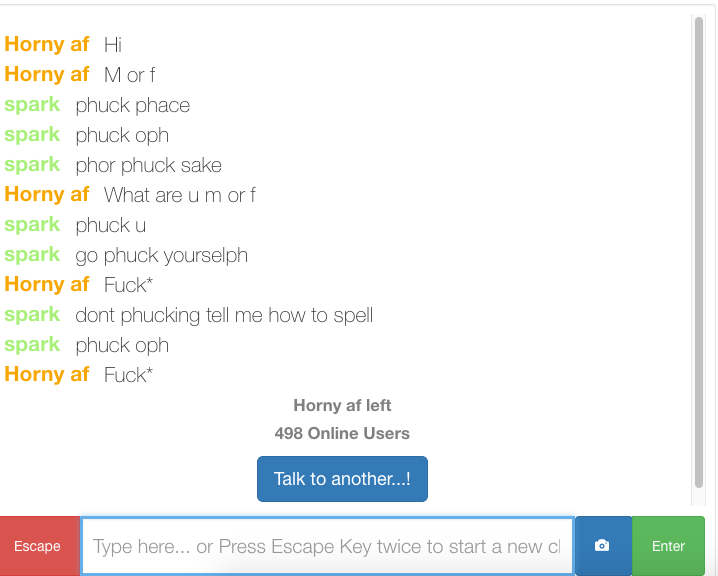 Horny af Hi
Horny af M or f
spark phuck phace
spark phuck oph
spark phor phuck sake
Horny af What are u m or f
spark phuck u
spark go phuck yourselph
Horny af Fuck*
spark dont phucking tell me how to spell
spark phuck oph
Horny af Fuck*
Horny af left
498 Online Users
Talk to another...!
Escape Type here... or Press Escape Key twice to start a new Enter